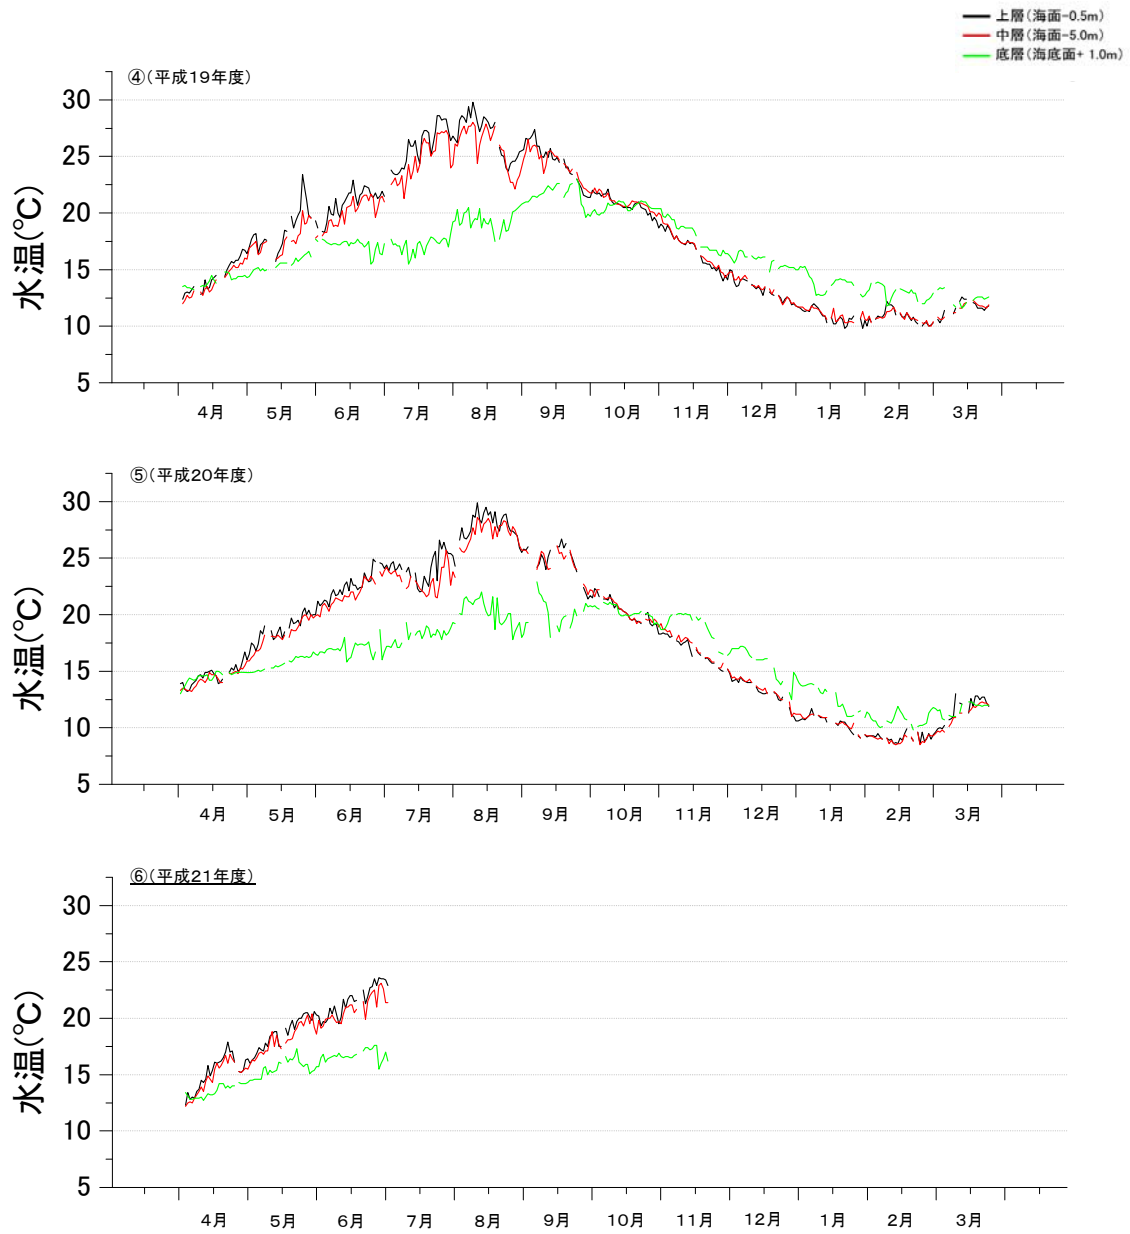 上層(海面-0.5m)
中層(海面-5.0m)
底層(海底面+ 1.0m)
④(平成19年度)
水温(℃)
30
25
20
15
10
5
4月 5月 6月 7月 8月 9月 10月 11月 12月 1月 2月 3月
⑤(平成20年度)
水温(℃)
30
25
20
15
10
5
4月 5月 6月 7月 8月 9月 10月 11月 12月 1月 2月 3月
⑥(平成21年度)
水温(℃)
30
25
20
15
10
5
4月 5月 6月 7月 8月 9月 10月 11月 12月 1月 2月 3月